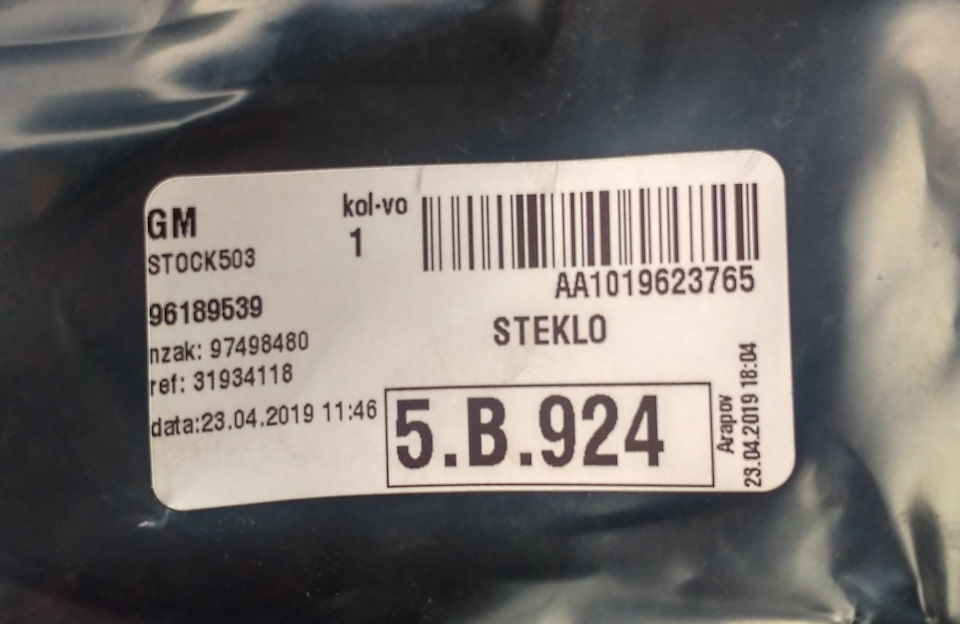 GM
kol-vo
STOCK503
1
AA1019623765
96189539
STEKLO
nzak: 97498480
ref: 31934118
data:23.04.2019 11:46
5.B.924
Arapov
23.04.2019 18:04